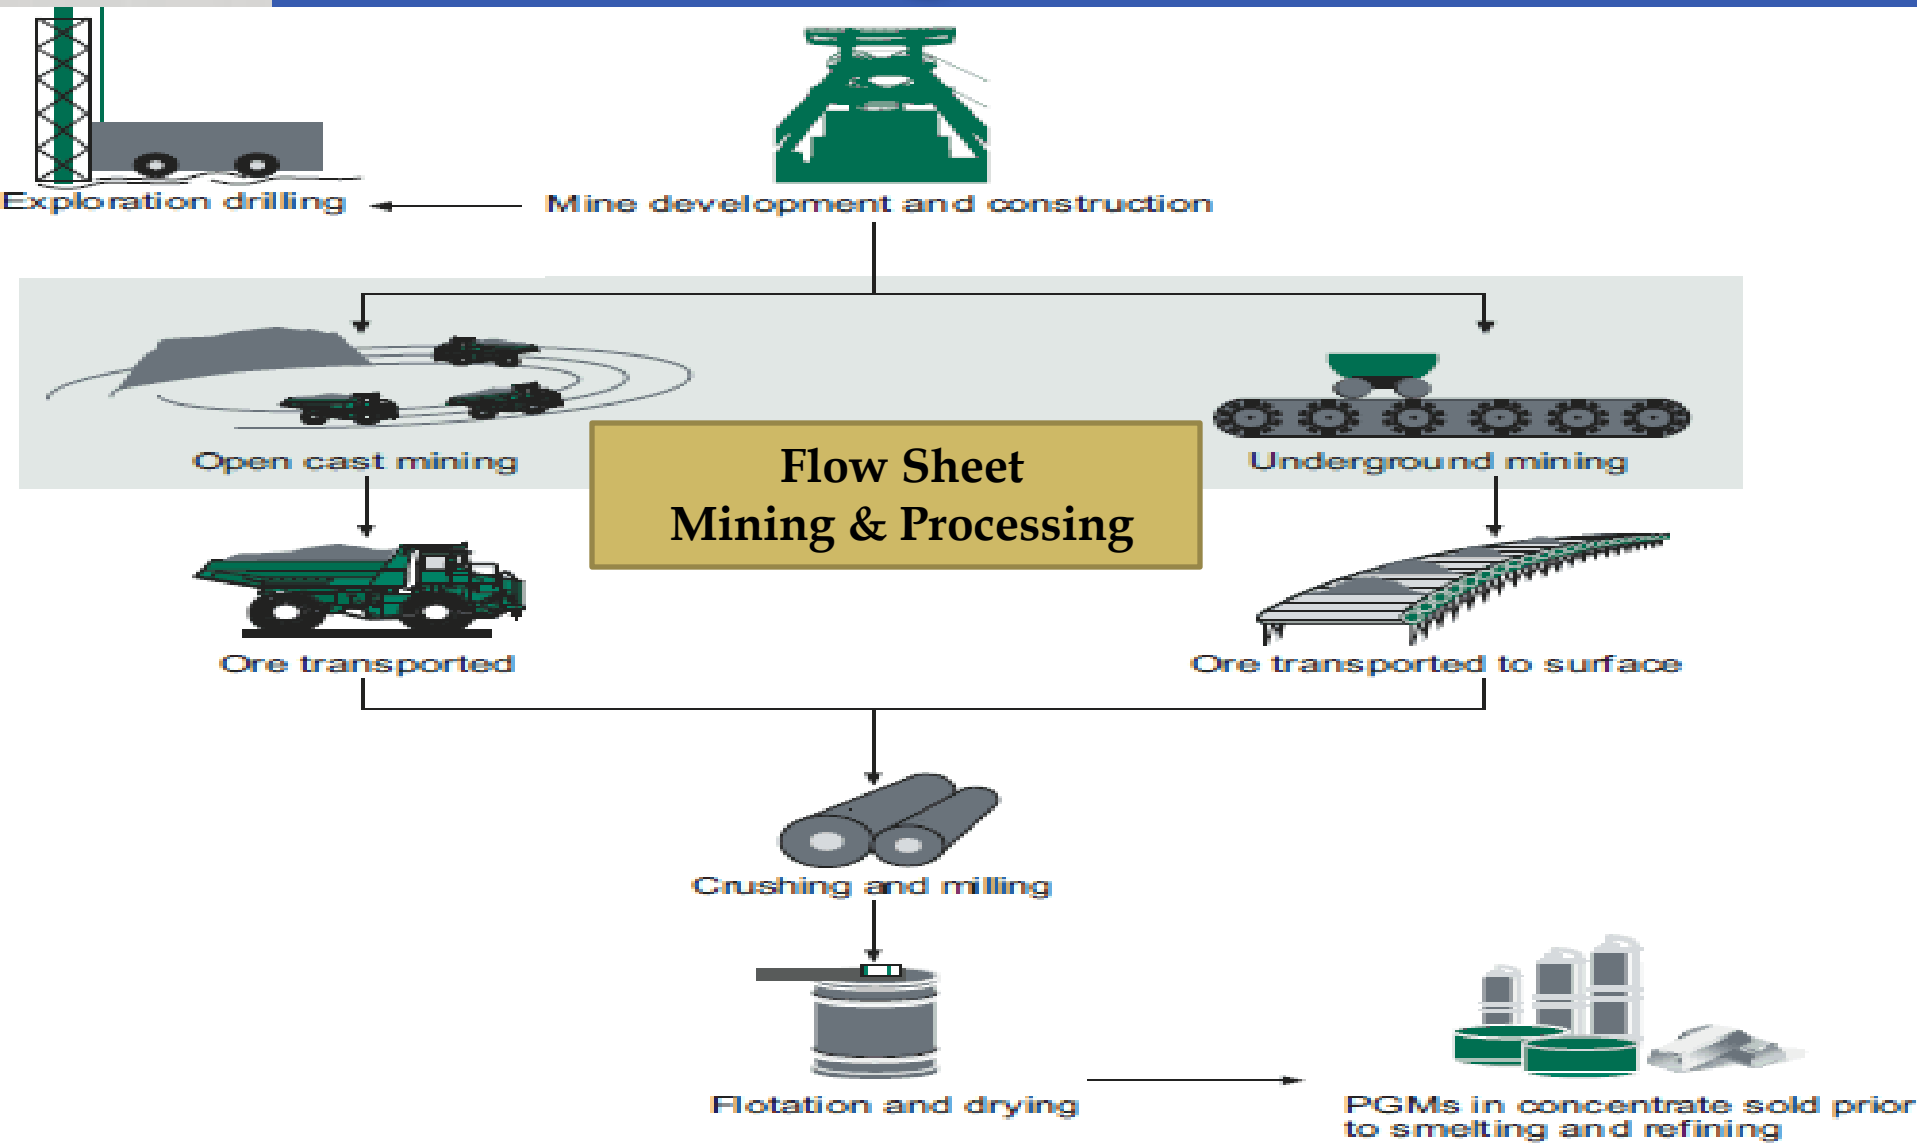 Exploration drilling
Mine development and construction
Open cast mining
Underground mining
Flow Sheet
Mining & Processing
Ore transported
Ore transported to surface
Crushing and milling
Flotation and drying
PGMs in concentrate sold prior
to smelting and refining